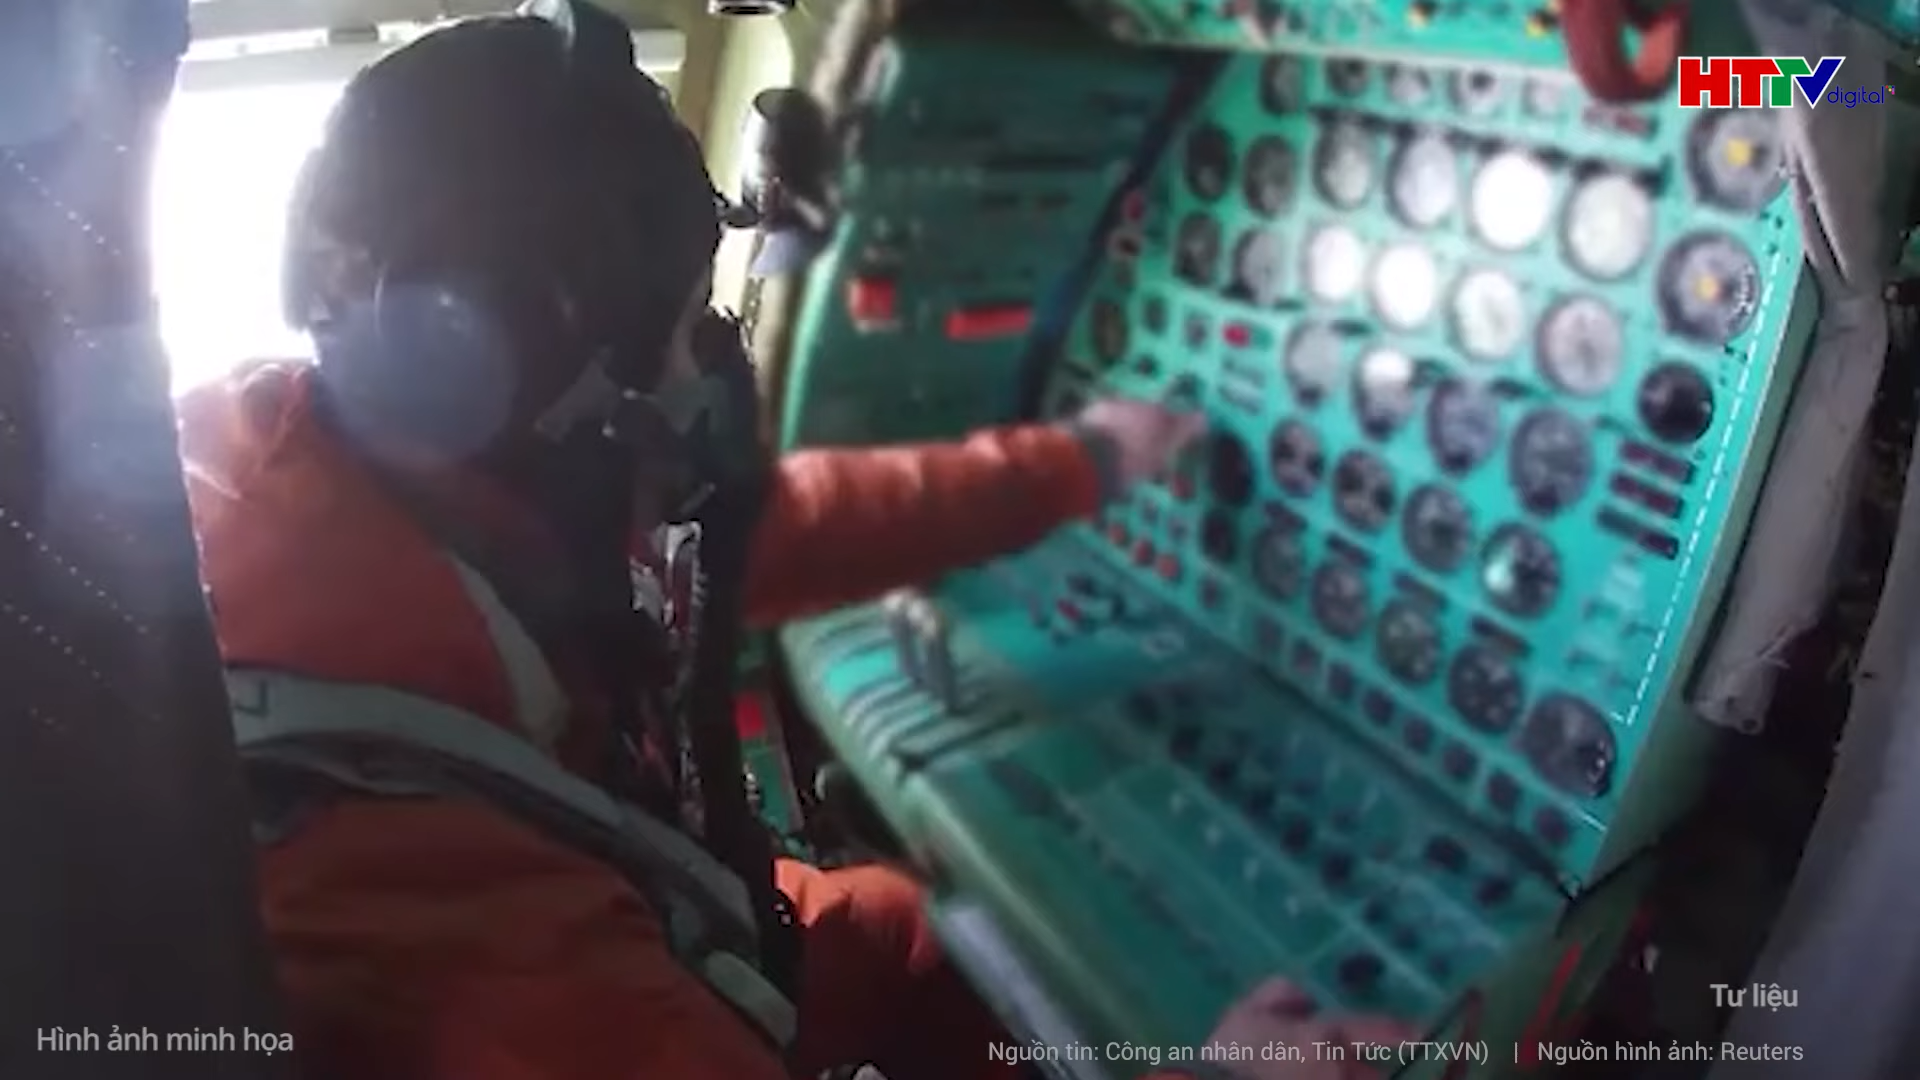 HTTV
digital
Tư liệu
Hình ảnh minh họa
Nguồn tin: Công an nhân dân, Tin Tức (TTXVN) | Nguồn hình ảnh: Reuters